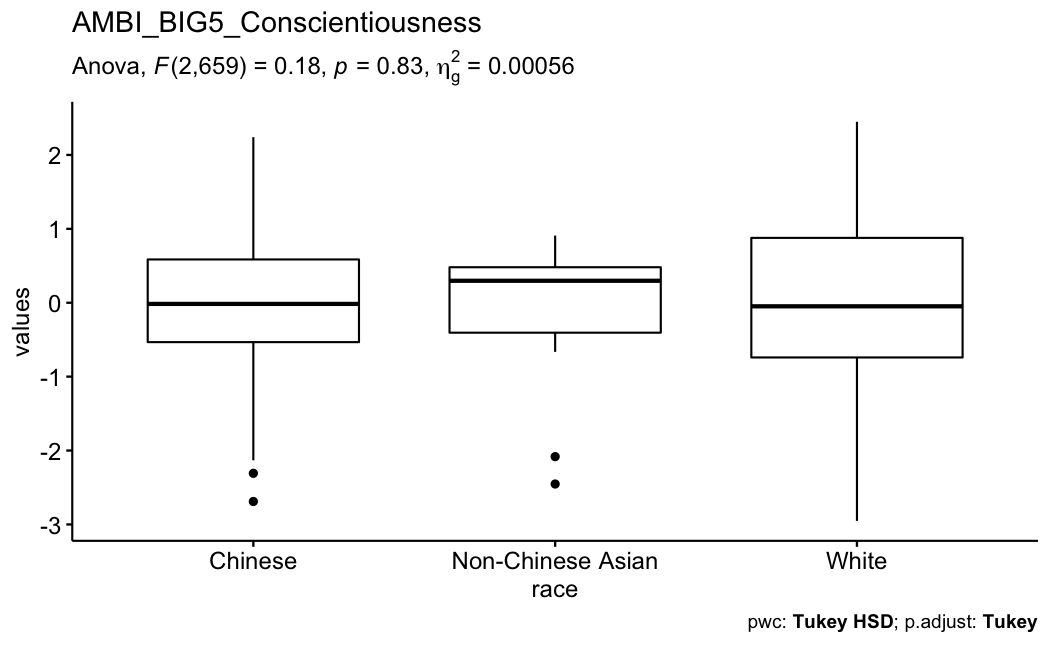 AMBI_BIG5_Conscientiousness
Anova, F(2,659) = 0.18, p = 0.83, η²g = 0.00056
values
2
1
0
-1
-2
-3
Chinese Non-Chinese Asian White
race
pwc: Tukey HSD; p.adjust: Tukey